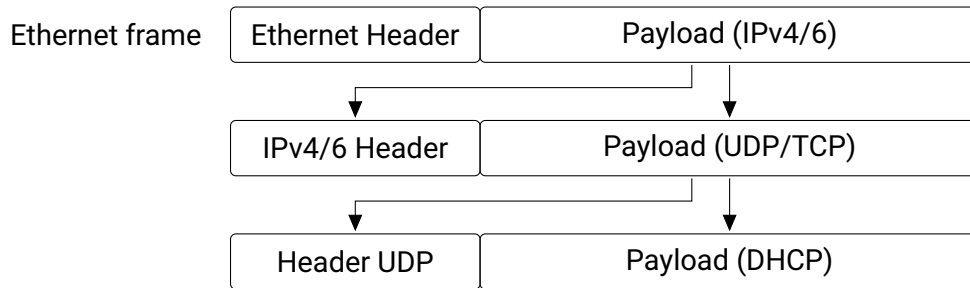 Ethernet frame
Ethernet Header
Payload (IPv4/6)
IPv4/6 Header
Payload (UDP/TCP)
Header UDP
Payload (DHCP)